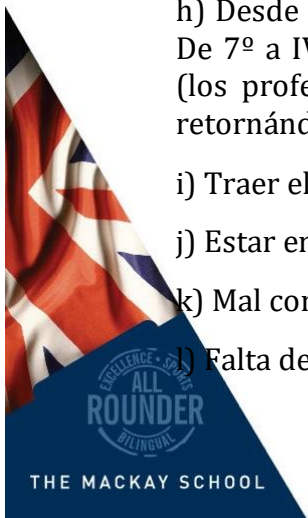 h) Desde
De 7º a IV
(los profe
retornánd
i) Traer el
j) Estar en
k) Mal con
l) Falta de
EXCELLENCE • SPORTS
ALL
ROUNDER
BILINGUAL
THE MACKAY SCHOOL